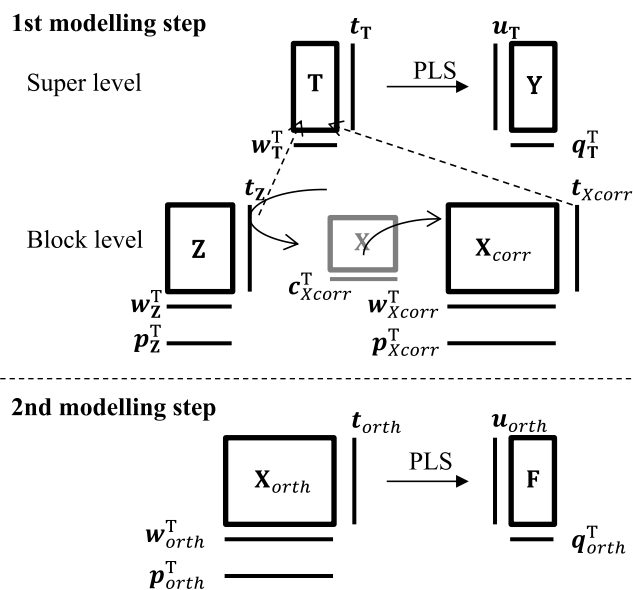 1st modelling step
t_T u_T
Super level T PLS Y
w_T^T q_T^T
t_Z t_Xcorr
Block level Z X X_corr
c_Xcorr^T
w_Z^T w_Xcorr^T
p_Z^T p_Xcorr^T
2nd modelling step
t_orth u_orth
X_orth PLS F
w_orth^T q_orth^T
p_orth^T